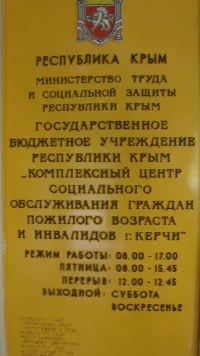 РЕСПУБЛИКА КРЫМ
МИНИСТЕРСТВО ТРУДА
И СОЦИАЛЬНОЙ ЗАЩИТЫ
РЕСПУБЛИКИ КРЫМ
ГОСУДАРСТВЕННОЕ
БЮДЖЕТНОЕ УЧРЕЖДЕНИЕ
РЕСПУБЛИКИ КРЫМ
„КОМПЛЕКСНЫЙ ЦЕНТР
СОЦИАЛЬНОГО
ОБСЛУЖИВАНИЯ ГРАЖДАН
ПОЖИЛОГО ВОЗРАСТА
И ИНВАЛИДОВ г. КЕРЧИ"
РЕЖИМ РАБОТЫ: 08.00 - 17.00
ПЯТНИЦА: 08.00 - 15.45
ПЕРЕРЫВ: 12.00 - 12.45
ВЫХОДНОЙ: СУББОТА
ВОСКРЕСЕНЬЕ